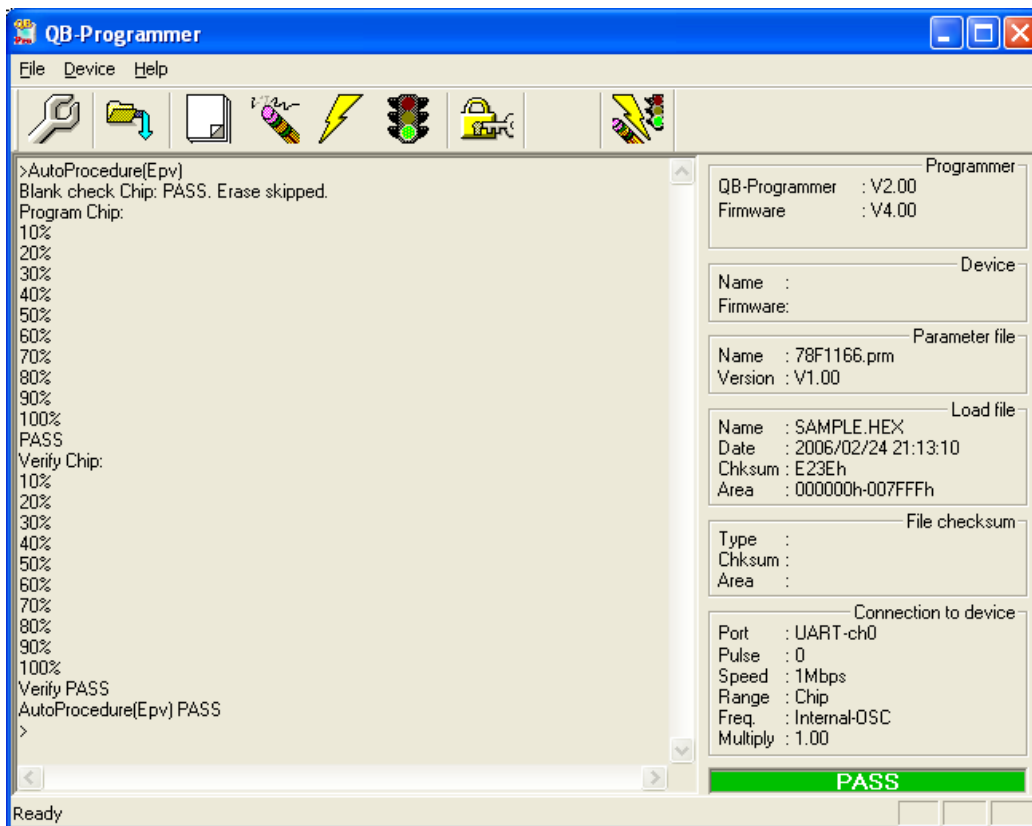 QB-Programmer
File Device Help
>AutoProcedure(Epv)
Blank check Chip: PASS. Erase skipped.
Program Chip:
10%
20%
30%
40%
50%
60%
70%
80%
90%
100%
PASS
Verify Chip:
10%
20%
30%
40%
50%
60%
70%
80%
90%
100%
Verify PASS
AutoProcedure(Epv) PASS
>
Programmer
QB-Programmer : V2.00
Firmware : V4.00
Device
Name :
Firmware:
Parameter file
Name : 78F1166.prm
Version : V1.00
Load file
Name : SAMPLE.HEX
Date : 2006/02/24 21:13:10
Chksum : E23Eh
Area : 000000h-007FFFh
File checksum
Type :
Chksum :
Area :
Connection to device
Port : UART-ch0
Pulse : 0
Speed : 1Mbps
Range : Chip
Freq. : Internal-OSC
Multiply : 1.00
PASS
Ready